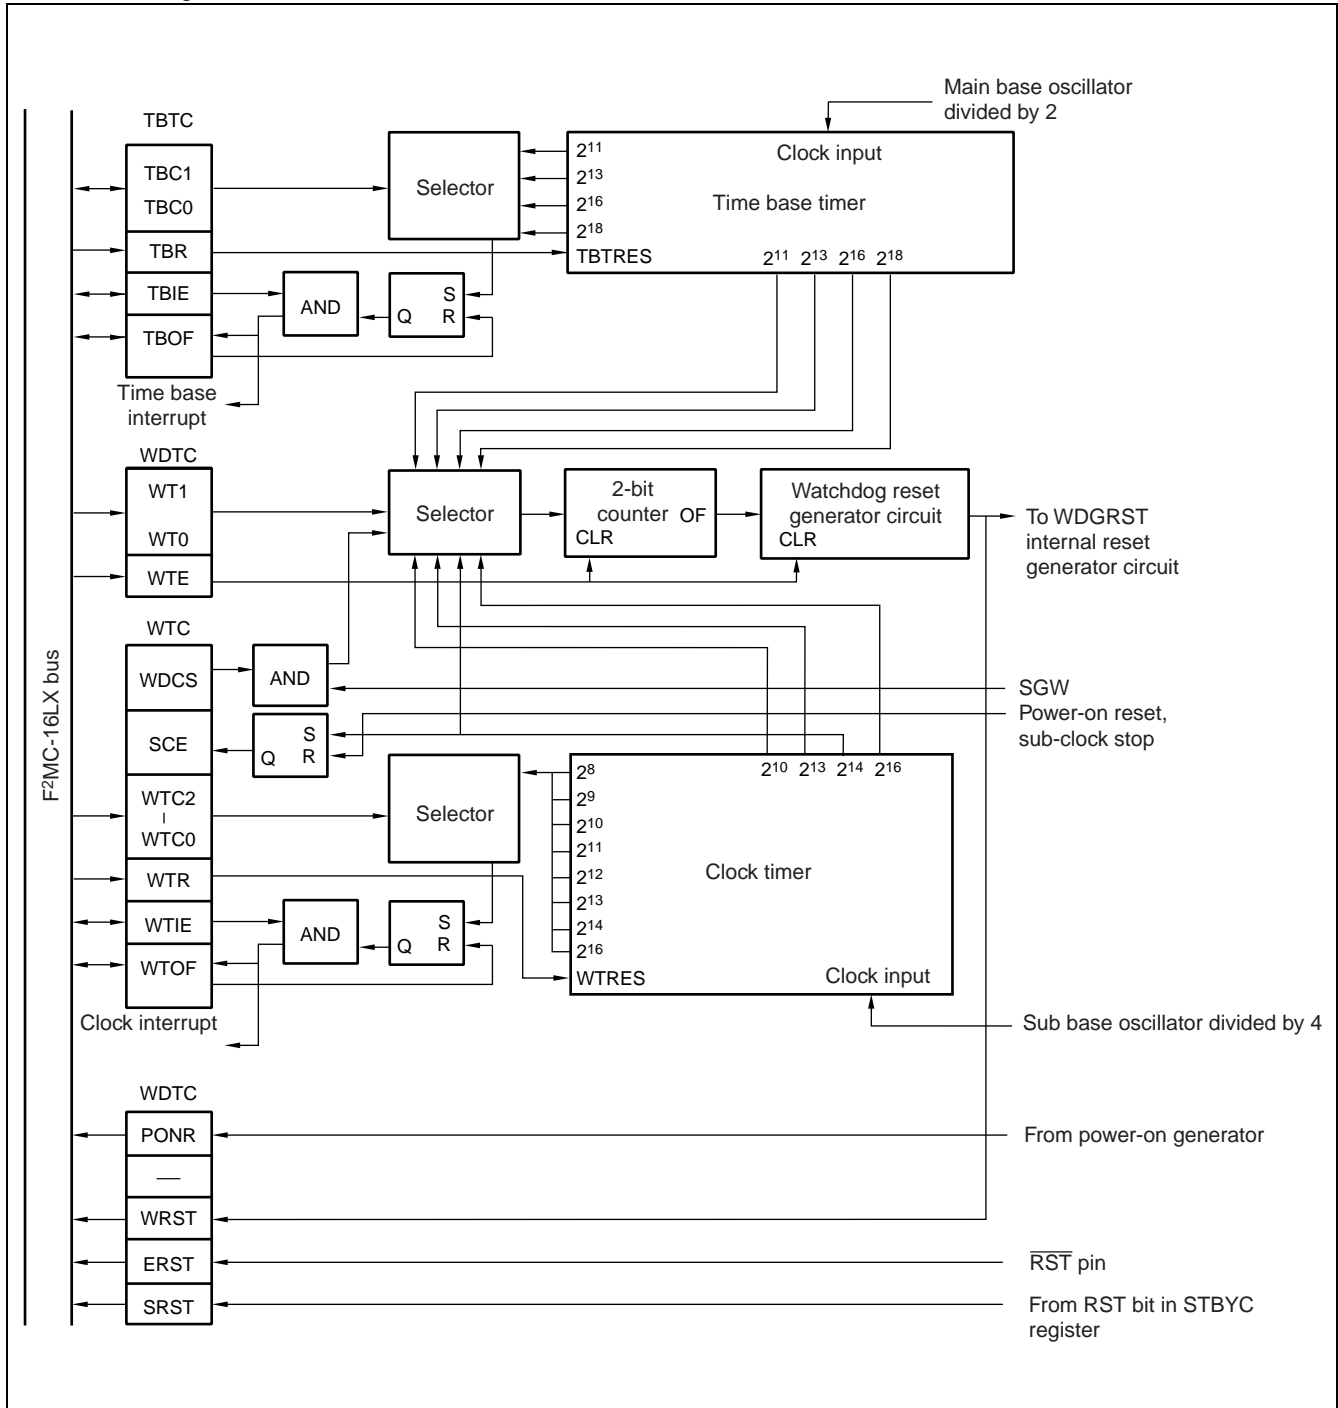 Main base oscillator
divided by 2
TBTC
TBC1
TBC0
TBR
TBIE
TBOF
Selector
2¹¹
2¹³
2¹⁶
2¹⁸
TBTRES
Clock input
Time base timer
2¹¹ 2¹³ 2¹⁶ 2¹⁸
AND
S
Q R
Time base
interrupt
WDTC
WT1
WT0
WTE
Selector
2-bit
counter OF
CLR
Watchdog reset
generator circuit
CLR
To WDGRST
internal reset
generator circuit
F²MC-16LX bus
WTC
WDCS
SCE
WTC2
|
WTC0
WTR
WTIE
WTOF
AND
SGW
S
Q R
Power-on reset,
sub-clock stop
Selector
2¹⁰ 2¹³ 2¹⁴ 2¹⁶
2⁸
2⁹
2¹⁰
2¹¹
2¹²
2¹³
2¹⁴
2¹⁶
WTRES
Clock timer
Clock input
AND
S
Q R
Clock interrupt
Sub base oscillator divided by 4
WDTC
PONR
—
WRST
ERST
SRST
From power-on generator
R̅S̅T̅ pin
From RST bit in STBYC
register